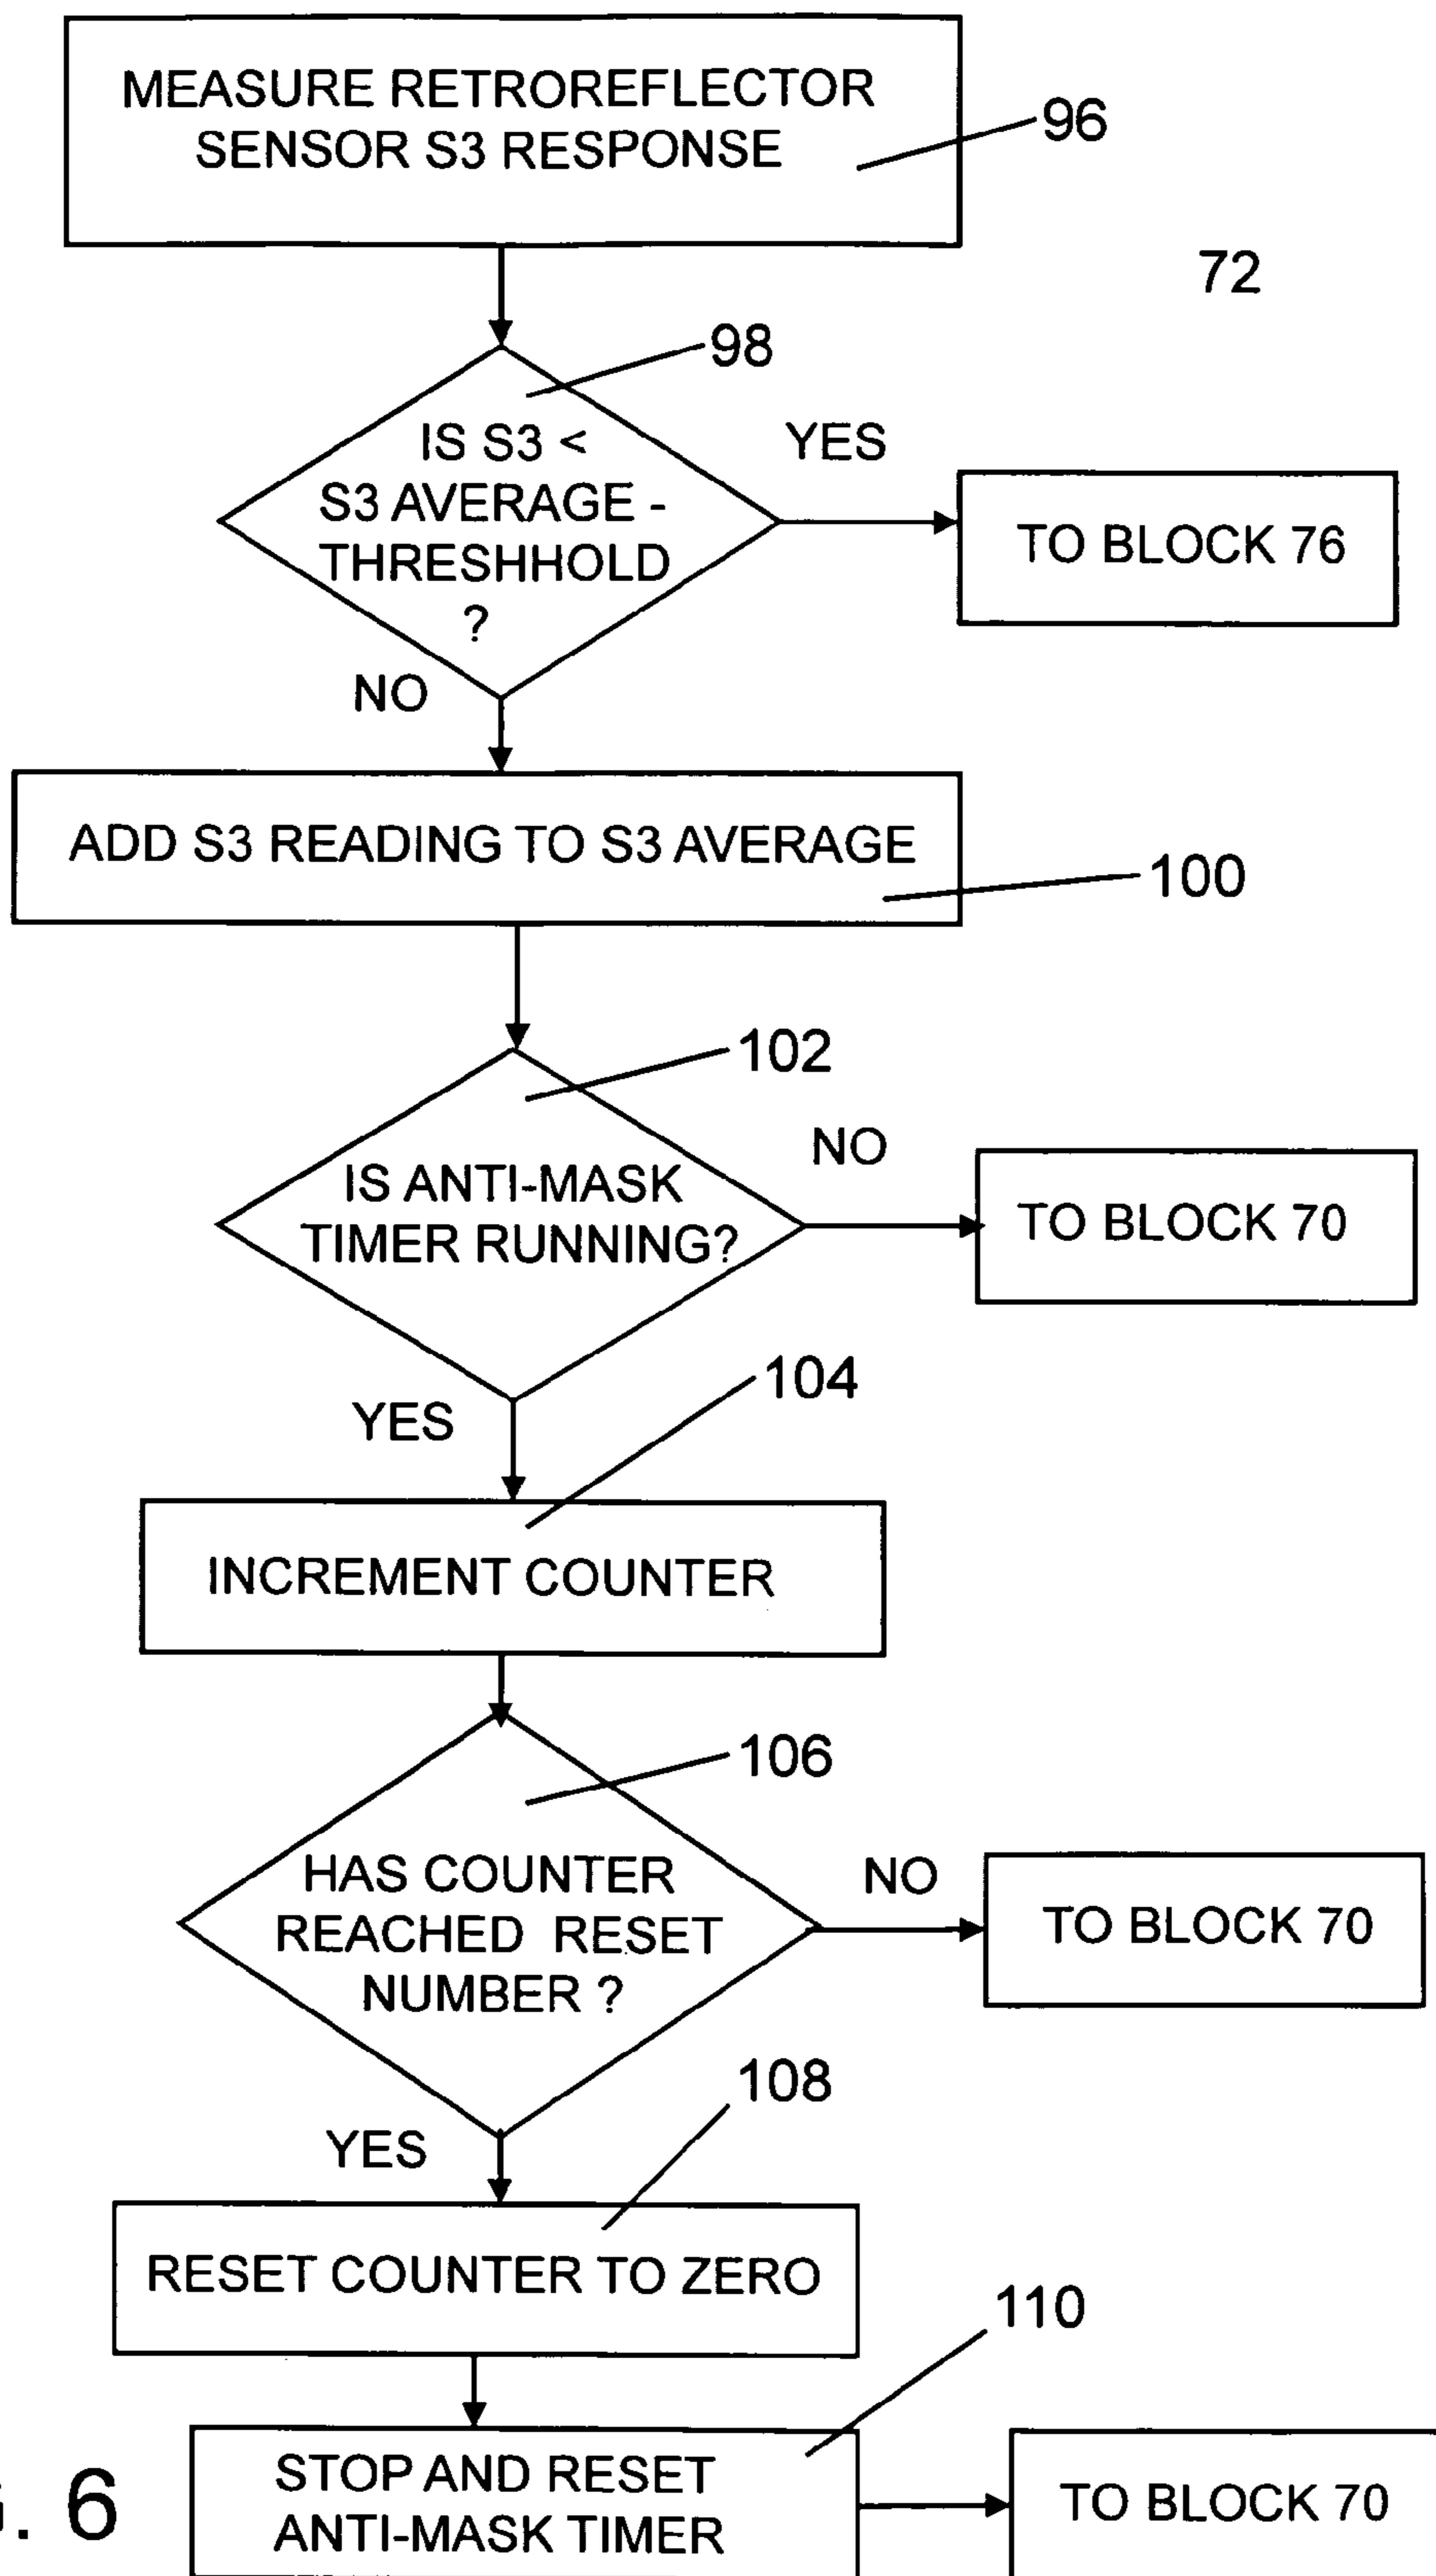 MEASURE RETROREFLECTOR
SENSOR S3 RESPONSE
96
72
98
IS S3 <
S3 AVERAGE -
THRESHHOLD
?
YES
TO BLOCK 76
NO
ADD S3 READING TO S3 AVERAGE
100
102
IS ANTI-MASK
TIMER RUNNING?
NO
TO BLOCK 70
YES
104
INCREMENT COUNTER
106
HAS COUNTER
REACHED RESET
NUMBER ?
NO
TO BLOCK 70
YES
108
RESET COUNTER TO ZERO
110
STOP AND RESET
ANTI-MASK TIMER
TO BLOCK 70
. 6